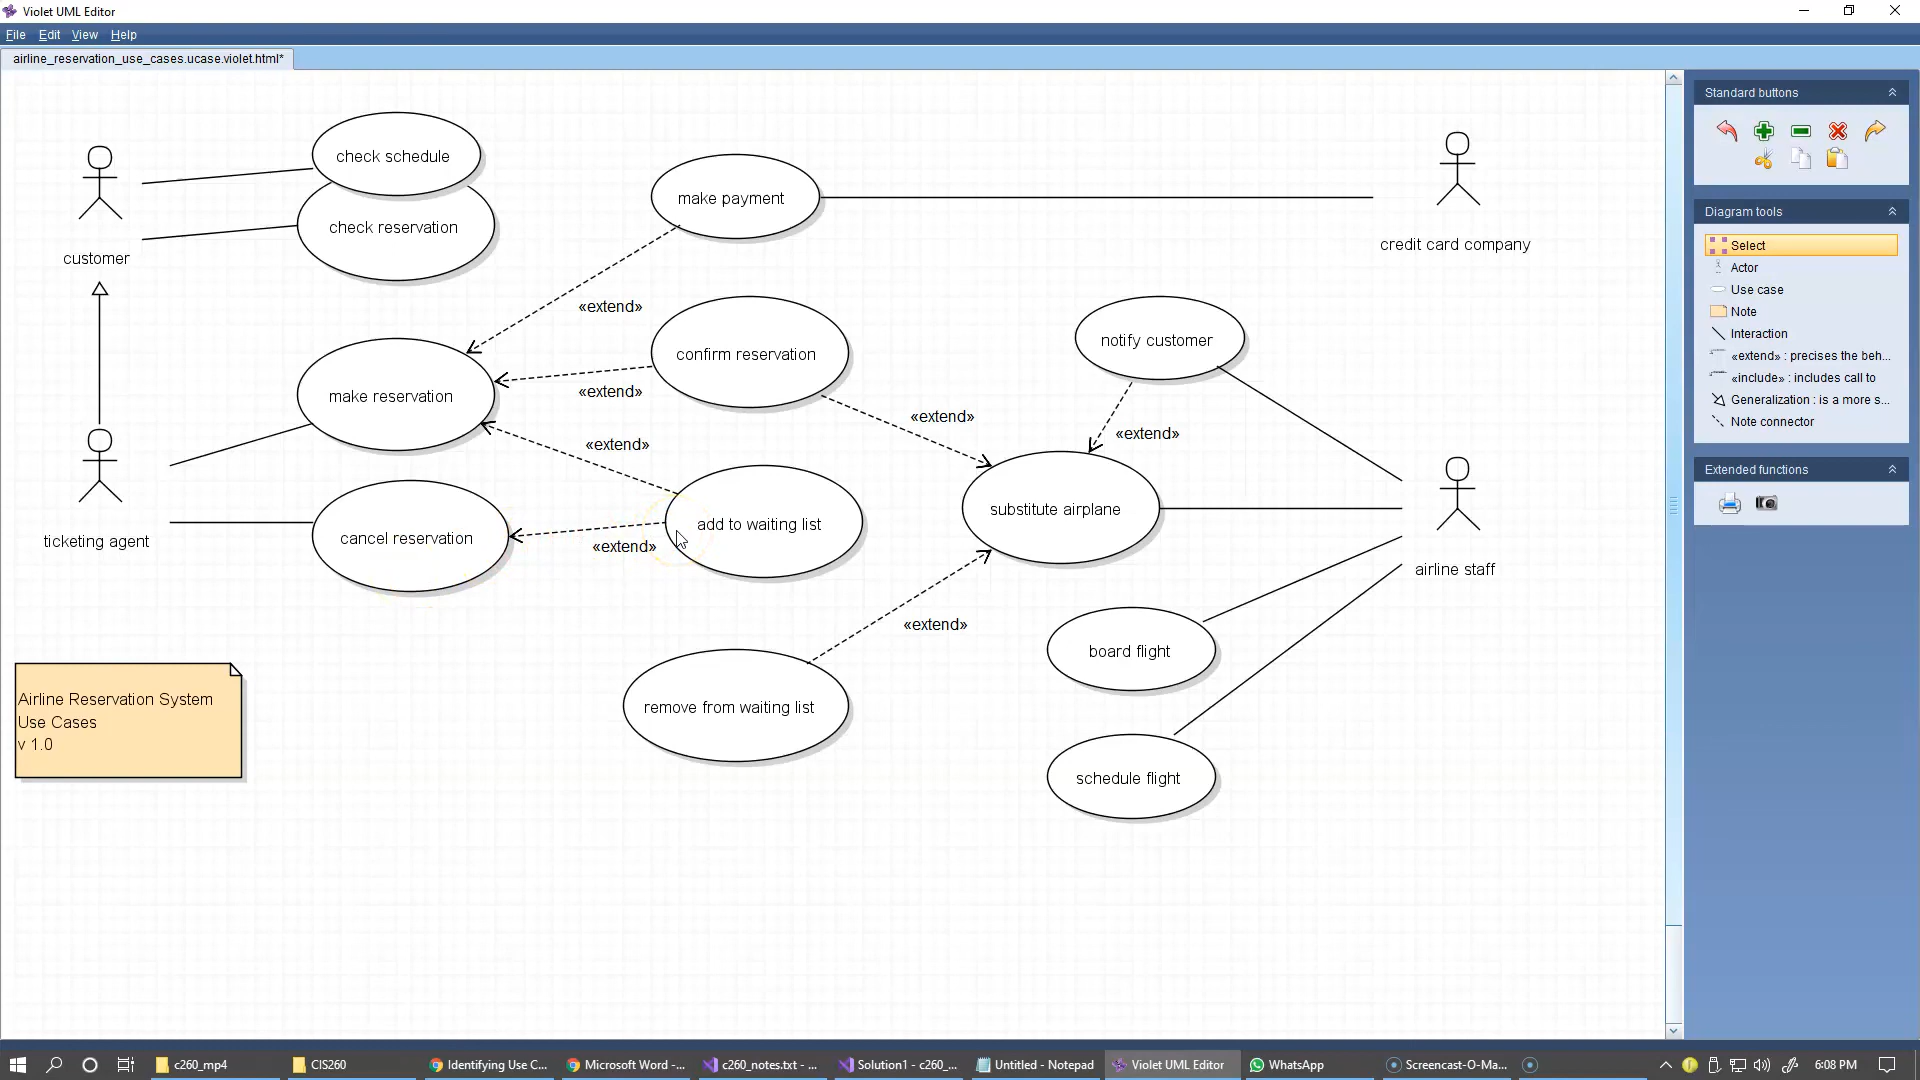 Violet UML Editor
File Edit View Help
airline_reservation_use_cases.ucase.violet.html*
check schedule
check reservation
customer
make payment
credit card company
«extend»
confirm reservation
notify customer
make reservation
«extend»
«extend»
«extend»
«extend»
substitute airplane
add to waiting list
cancel reservation
«extend»
ticketing agent
airline staff
«extend»
board flight
remove from waiting list
schedule flight
Airline Reservation System
Use Cases
v 1.0
Standard buttons
Diagram tools
Select
Actor
Use case
Note
Interaction
«extend» : precises the beh...
«include» : includes call to
Generalization : is a more s...
Note connector
Extended functions
c260_mp4
CIS260
Identifying Use C...
Microsoft Word -...
c260_notes.txt - ...
Solution1 - c260_...
Untitled - Notepad
Violet UML Editor
WhatsApp
Screencast-O-Ma...
6:08 PM